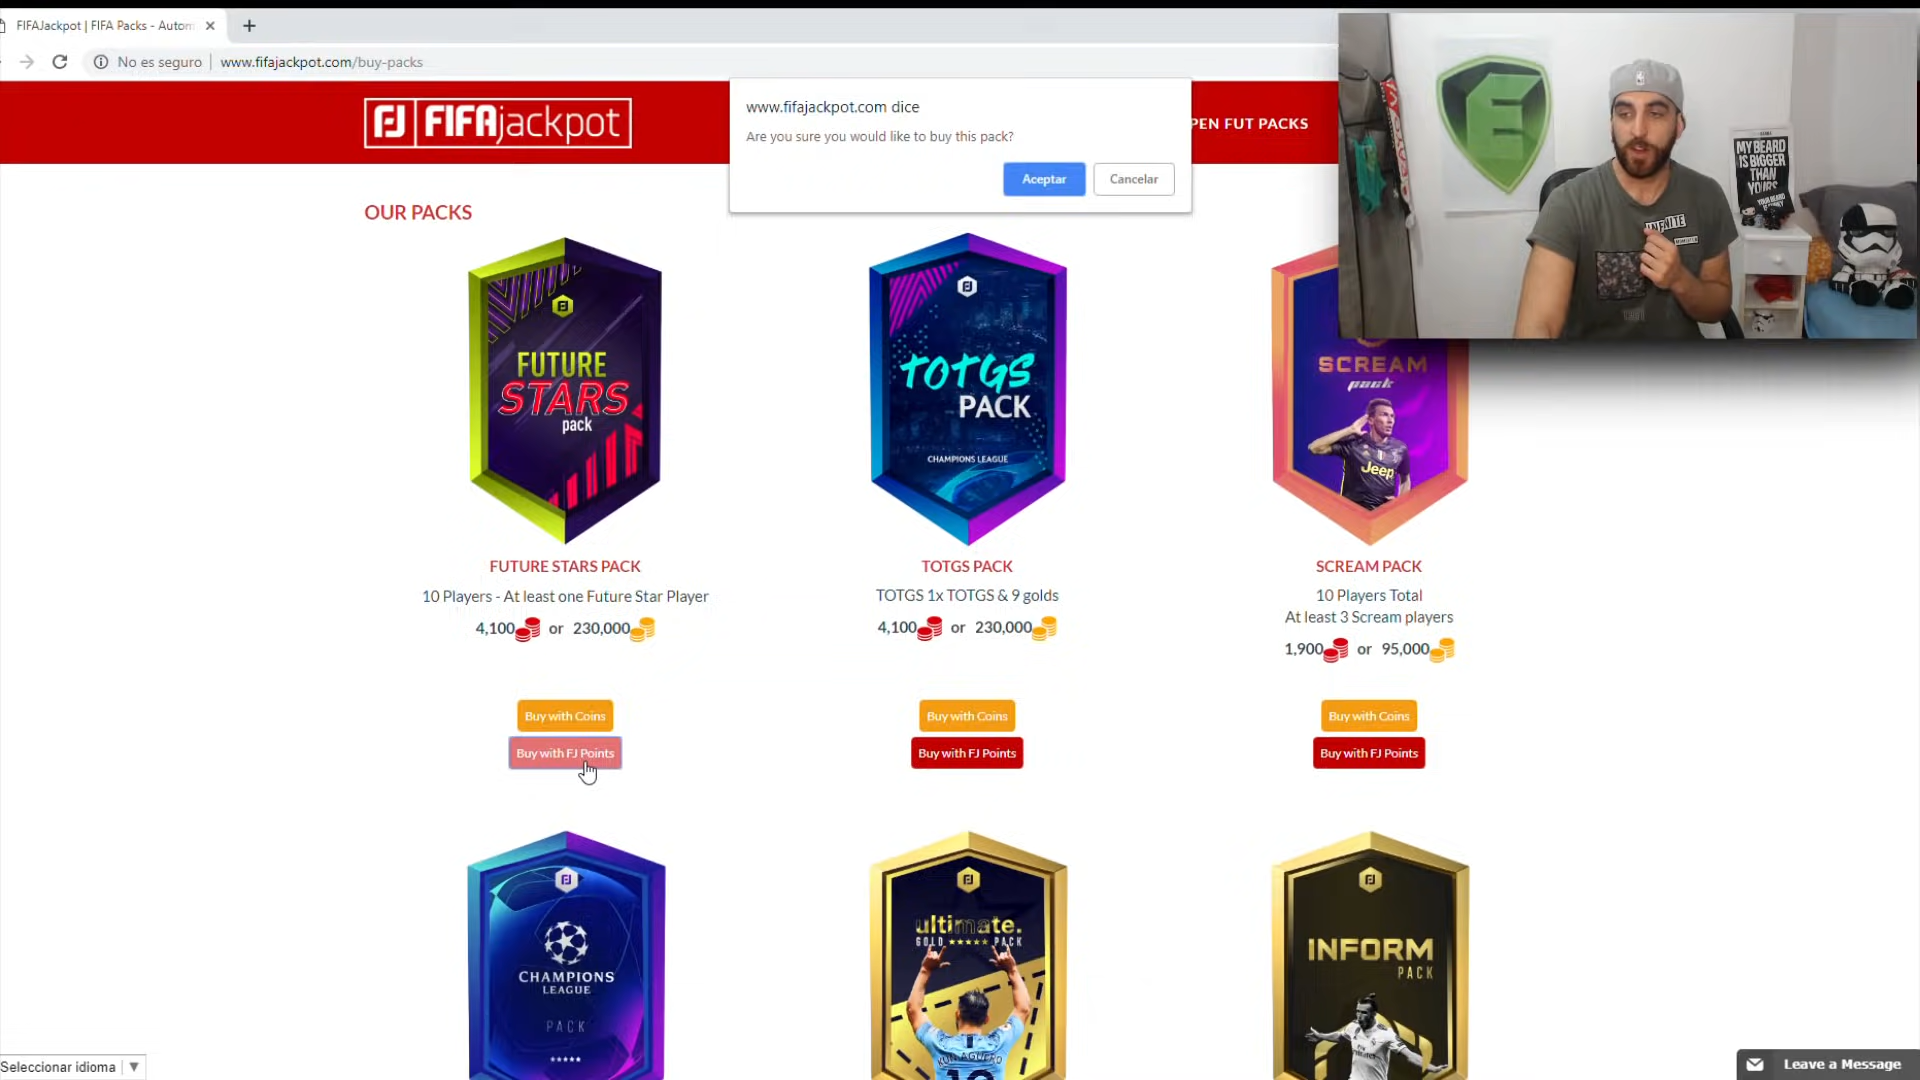 FIFAJackpot | FIFA Packs - Autom
No es seguro | www.fifajackpot.com/buy-packs
FJ FIFAjackpot
PEN FUT PACKS
www.fifajackpot.com dice
Are you sure you would like to buy this pack?
Aceptar Cancelar
E
MY BEARD
IS BIGGER
THAN
YOURS
INFINITE
OUR PACKS
FUTURE
STARS
pack
TOTGS
PACK
CHAMPIONS LEAGUE
SCREAM
pack
Jeep
FUTURE STARS PACK
10 Players - At least one Future Star Player
4,100 or 230,000
Buy with Coins
Buy with FJ Points
TOTGS PACK
TOTGS 1x TOTGS & 9 golds
4,100 or 230,000
Buy with Coins
Buy with FJ Points
SCREAM PACK
10 Players Total
At least 3 Scream players
1,900 or 95,000
Buy with Coins
Buy with FJ Points
CHAMPIONS
LEAGUE
PACK
ultimate.
GOLD PACK
KUN AGÜERO
INFORM
PACK
Seleccionar idioma ▼
Leave a Message